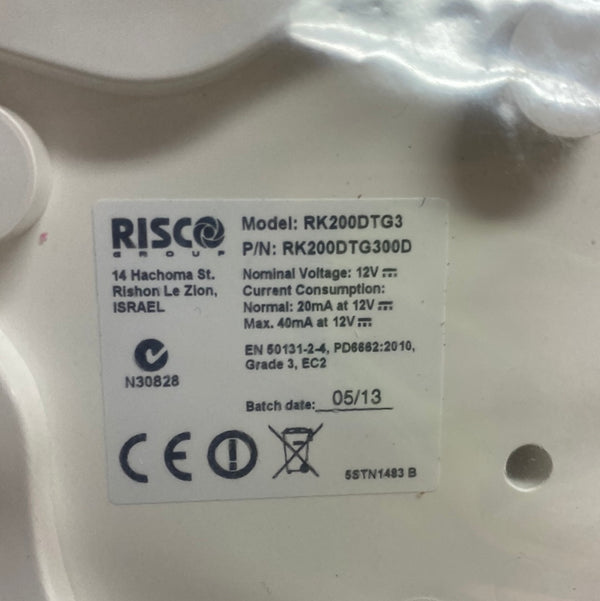 RISCO
GROUP
14 Hachoma St.
Rishon Le Zion,
ISRAEL
N30828
Model: RK200DTG3
P/N: RK200DTG300D
Nominal Voltage: 12V
Current Consumption:
Normal: 20mA at 12V
Max. 40mA at 12V
EN 50131-2-4, PD6662:2010,
Grade 3, EC2
Batch date: 05/13
CE
5STN1483 B